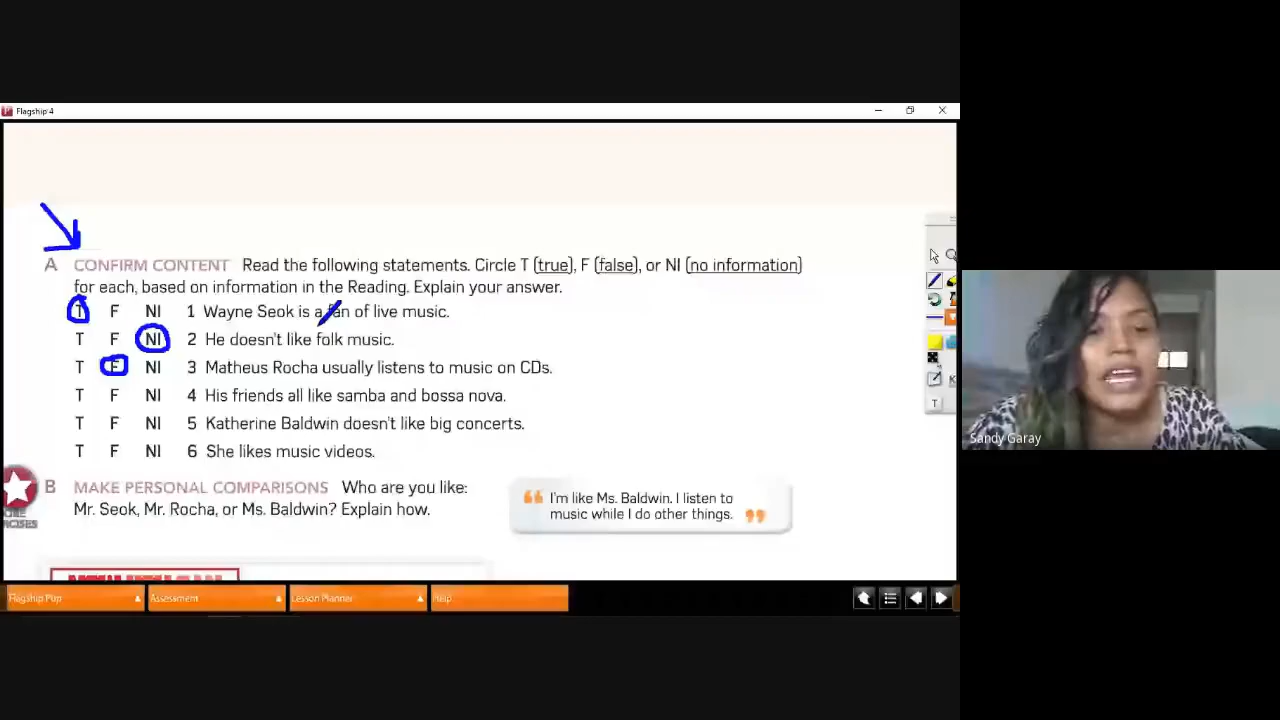 Flagship 4
A CONFIRM CONTENT Read the following statements. Circle T (true), F (false), or NI (no information)
for each, based on information in the Reading. Explain your answer.
T F NI 1 Wayne Seok is a fan of live music.
T F NI 2 He doesn't like folk music.
T F NI 3 Matheus Rocha usually listens to music on CDs.
T F NI 4 His friends all like samba and bossa nova.
T F NI 5 Katherine Baldwin doesn't like big concerts.
T F NI 6 She likes music videos.
B MAKE PERSONAL COMPARISONS Who are you like:
Mr. Seok, Mr. Rocha, or Ms. Baldwin? Explain how.
“ I'm like Ms. Baldwin. I listen to
music while I do other things. ”
Flagship Pop Assessment Lesson Planner Help
T
Sandy Garay